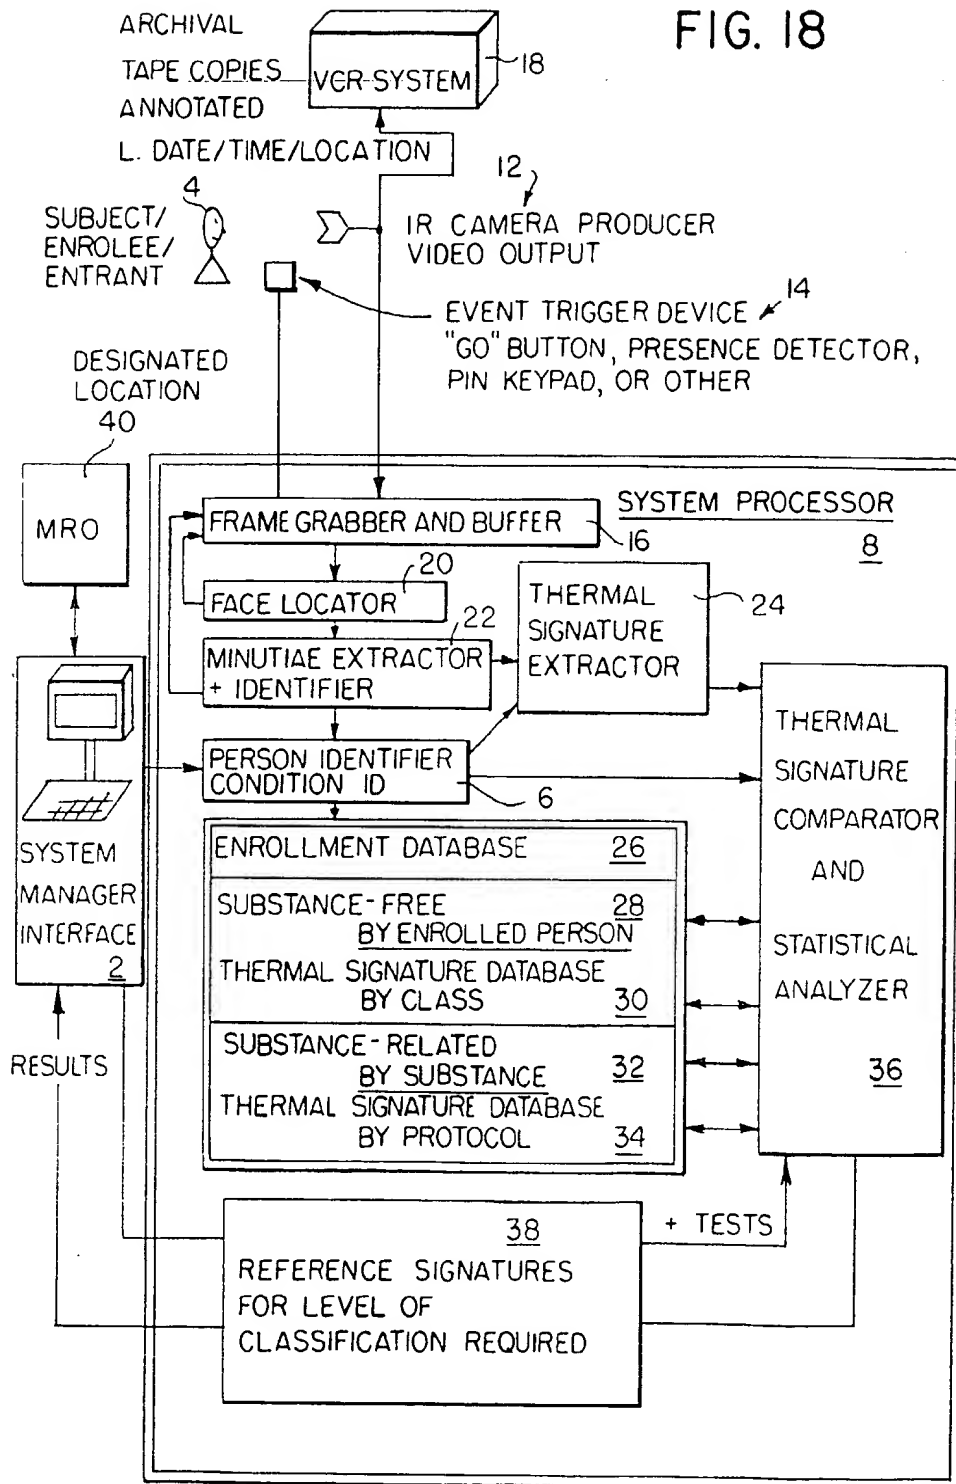 FIG. 18
ARCHIVAL
TAPE COPIES
ANNOTATED
L. DATE/TIME/LOCATION
VCR SYSTEM
18
12
IR CAMERA PRODUCER
VIDEO OUTPUT
4
SUBJECT/
ENROLEE/
ENTRANT
14
EVENT TRIGGER DEVICE
"GO" BUTTON, PRESENCE DETECTOR,
PIN KEYPAD, OR OTHER
DESIGNATED
LOCATION
40
MRO
SYSTEM PROCESSOR
8
FRAME GRABBER AND BUFFER
16
20
FACE LOCATOR
22
MINUTIAE EXTRACTOR
+ IDENTIFIER
THERMAL
SIGNATURE
EXTRACTOR
24
PERSON IDENTIFIER
CONDITION ID
6
SYSTEM
MANAGER
INTERFACE
2
ENROLLMENT DATABASE 26
SUBSTANCE-FREE 28
BY ENROLLED PERSON
THERMAL SIGNATURE DATABASE
BY CLASS 30
SUBSTANCE-RELATED
BY SUBSTANCE 32
THERMAL SIGNATURE DATABASE
BY PROTOCOL 34
THERMAL
SIGNATURE
COMPARATOR
AND
STATISTICAL
ANALYZER
36
RESULTS
+ TESTS
38
REFERENCE SIGNATURES
FOR LEVEL OF
CLASSIFICATION REQUIRED